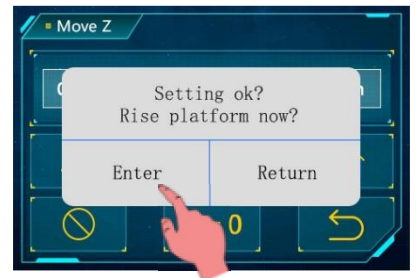 Move Z
Setting ok?
Rise platform now?
Enter
Return
0